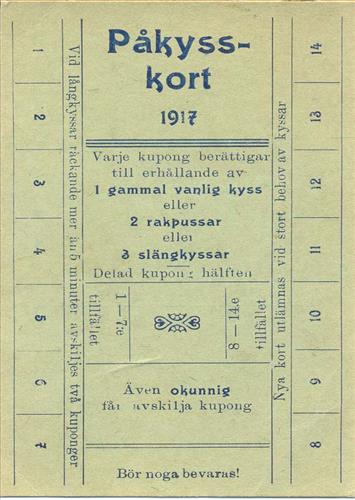 Påkyss-
kort
1917
Varje kupong berättigar
till erhållande av
1 gammal vanlig kyss
eller
2 rakpussar
eller
3 slängkyssar
Delad kupong hälften
1—7:e
tillfället
8—14:e
tillfället
Även okunnig
får avskilja kupong
Bör noga bevaras!
Vid långkyssar räckande mer än 5 minuter avskiljes två kuponger
Nya kort utlämnas vid stort behov av kyssar
1
2
3
4
5
6
7
14
13
12
11
10
9
8